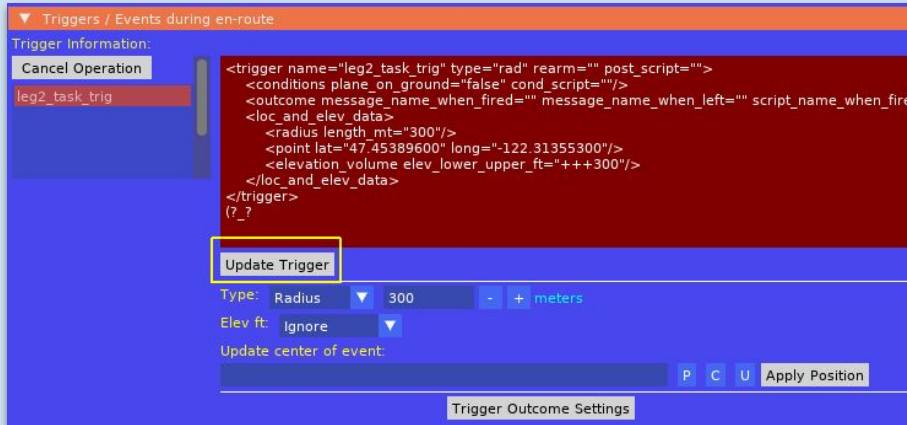 ▼ Triggers / Events during en-route
Trigger Information:
Cancel Operation
leg2_task_trig
<trigger name="leg2_task_trig" type="rad" rearm="" post_script="">
<conditions plane_on_ground="false" cond_script=""/>
<outcome message_name_when_fired="" message_name_when_left="" script_name_when_fire
<loc_and_elev_data>
<radius length_mt="300"/>
<point lat="47.45389600" long="-122.31355300"/>
<elevation_volume elev_lower_upper_ft="+++300"/>
</loc_and_elev_data>
</trigger>
(?_?
Update Trigger
Type: Radius ▼ 300 - + meters
Elev ft: Ignore ▼
Update center of event:
P C U Apply Position
Trigger Outcome Settings